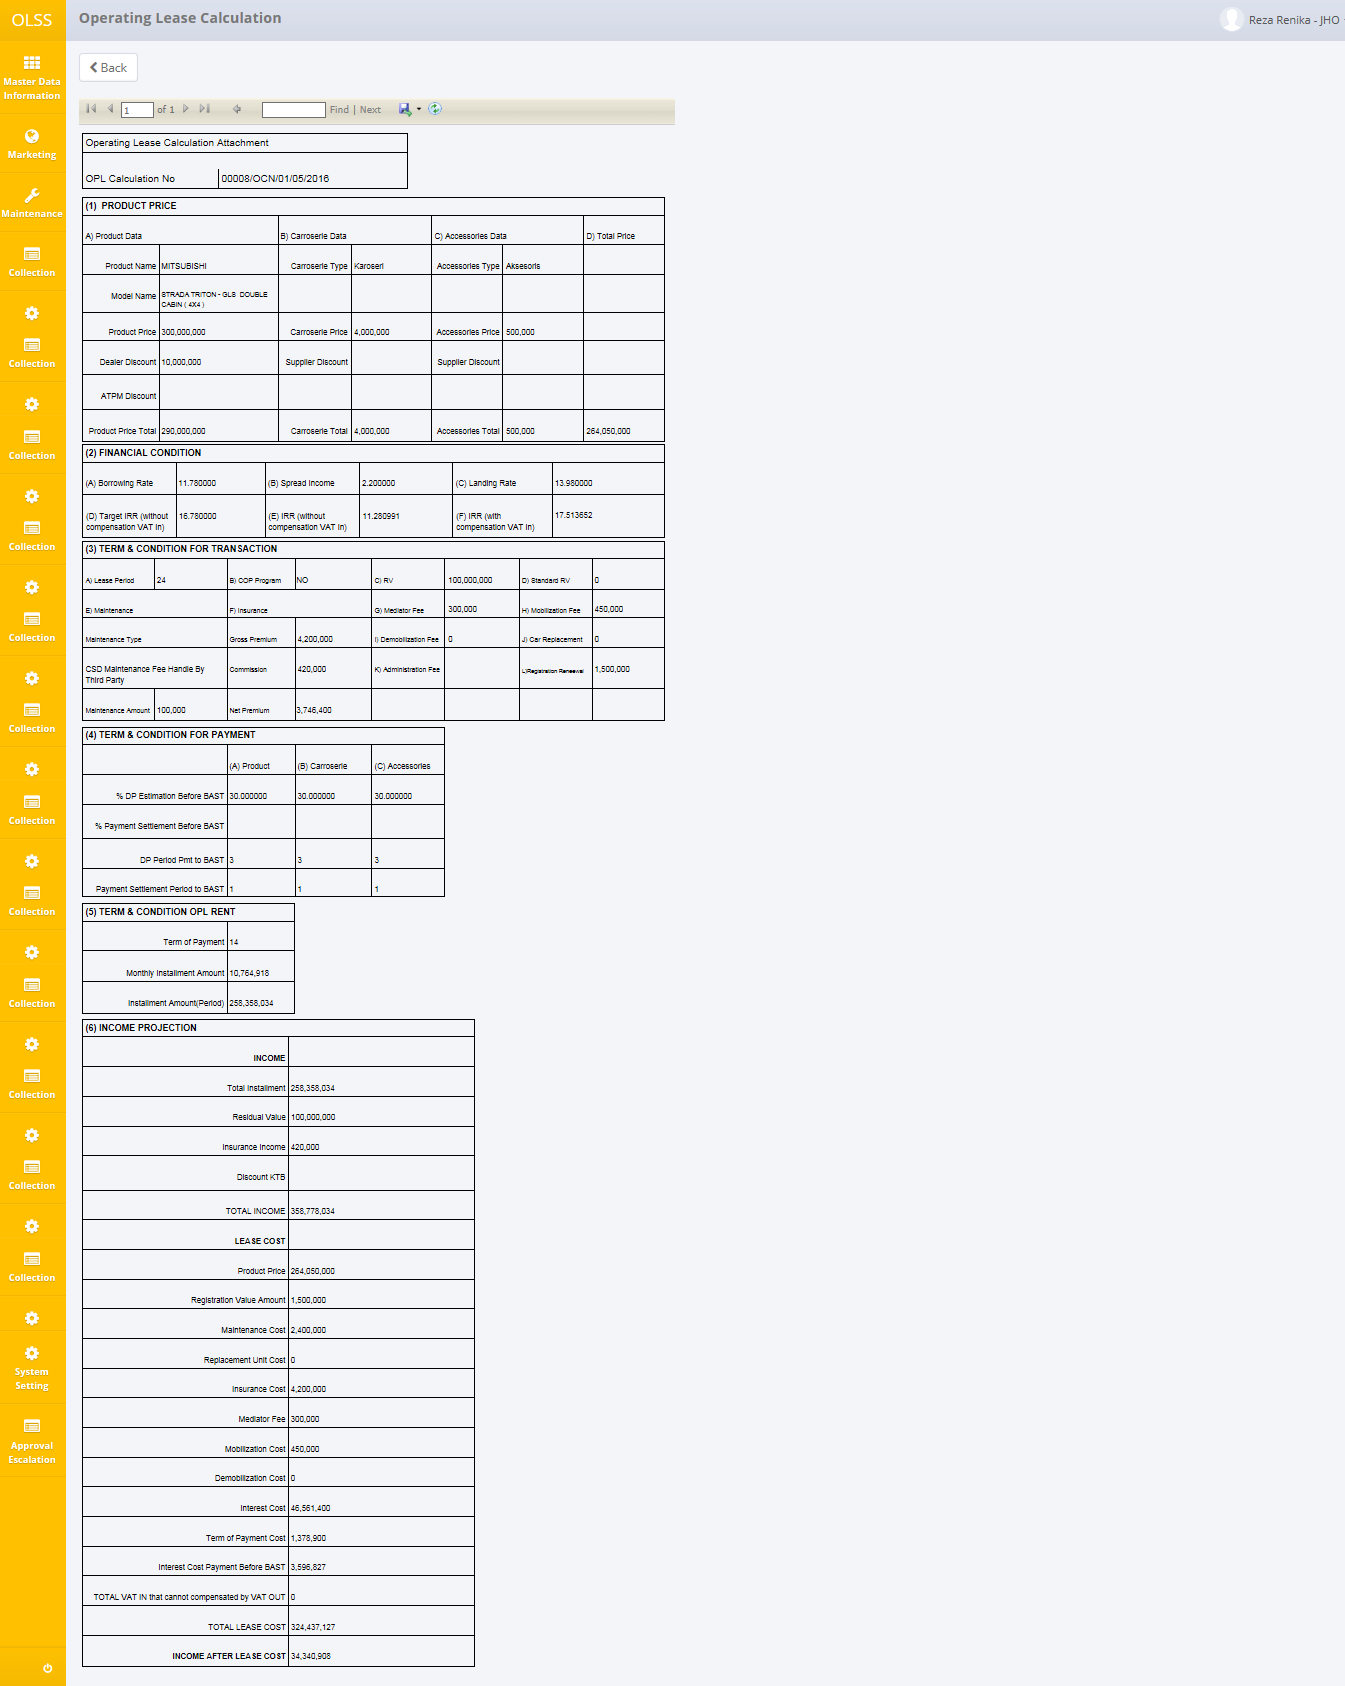 OLSS
Operating Lease Calculation
Reza Renika - JHO
Master Data
Information
Marketing
Maintenance
Collection
Collection
Collection
Collection
Collection
Collection
Collection
Collection
Collection
Collection
Collection
Collection
System
Setting
Approval
Escalation
Back
1 of 1 Find | Next
Operating Lease Calculation Attachment
OPL Calculation No 00008/OCN/01/05/2016
(1) PRODUCT PRICE
A) Product Data B) Carroserie Data C) Accessories Data D) Total Price
Product Name MITSUBISHI Carroserie Type Karoseri Accessories Type Aksesoris
Model Name STRADA TRITON - GLS DOUBLE
CABIN ( 4X4 )
Product Price 300,000,000 Carroserie Price 4,000,000 Accessories Price 500,000
Dealer Discount 10,000,000 Supplier Discount Supplier Discount
ATPM Discount
Product Price Total 290,000,000 Carroserie Total 4,000,000 Accessories Total 500,000 264,050,000
(2) FINANCIAL CONDITION
(A) Borrowing Rate 11.780000 (B) Spread Income 2.200000 (C) Landing Rate 13.980000
(D) Target IRR (without 16.780000 (E) IRR (without 11.280991 (F) IRR (with 17.513652
compensation VAT In) compensation VAT In) compensation VAT In)
(3) TERM & CONDITION FOR TRANSACTION
A) Lease Period 24 B) COP Program NO C) RV 100,000,000 D) Standard RV 0
E) Maintenance F) Insurance G) Mediator Fee 300,000 H) Mobilization Fee 450,000
Maintenance Type Gross Premium 4,200,000 I) Demobilization Fee 0 J) Car Replacement 0
CSD Maintenance Fee Handle By Commission 420,000 K) Administration Fee L)Registration Reneewal 1,500,000
Third Party
Maintenance Amount 100,000 Net Premium 3,746,400
(4) TERM & CONDITION FOR PAYMENT
(A) Product (B) Carroserie (C) Accessories
% DP Estimation Before BAST 30.000000 30.000000 30.000000
% Payment Settlement Before BAST
DP Period Pmt to BAST 3 3 3
Payment Settlement Period to BAST 1 1 1
(5) TERM & CONDITION OPL RENT
Term of Payment 14
Monthly Installment Amount 10,764,918
Installment Amount(Period) 258,358,034
(6) INCOME PROJECTION
INCOME
Total Installment 258,358,034
Residual Value 100,000,000
Insurance Income 420,000
Discount KTB
TOTAL INCOME 358,778,034
LEASE COST
Product Price 264,050,000
Registration Value Amount 1,500,000
Maintenance Cost 2,400,000
Replacement Unit Cost 0
Insurance Cost 4,200,000
Mediator Fee 300,000
Mobilization Cost 450,000
Demobilization Cost 0
Interest Cost 46,561,400
Term of Payment Cost 1,378,900
Interest Cost Payment Before BAST 3,596,827
TOTAL VAT IN that cannot compensated by VAT OUT 0
TOTAL LEASE COST 324,437,127
INCOME AFTER LEASE COST 34,340,908